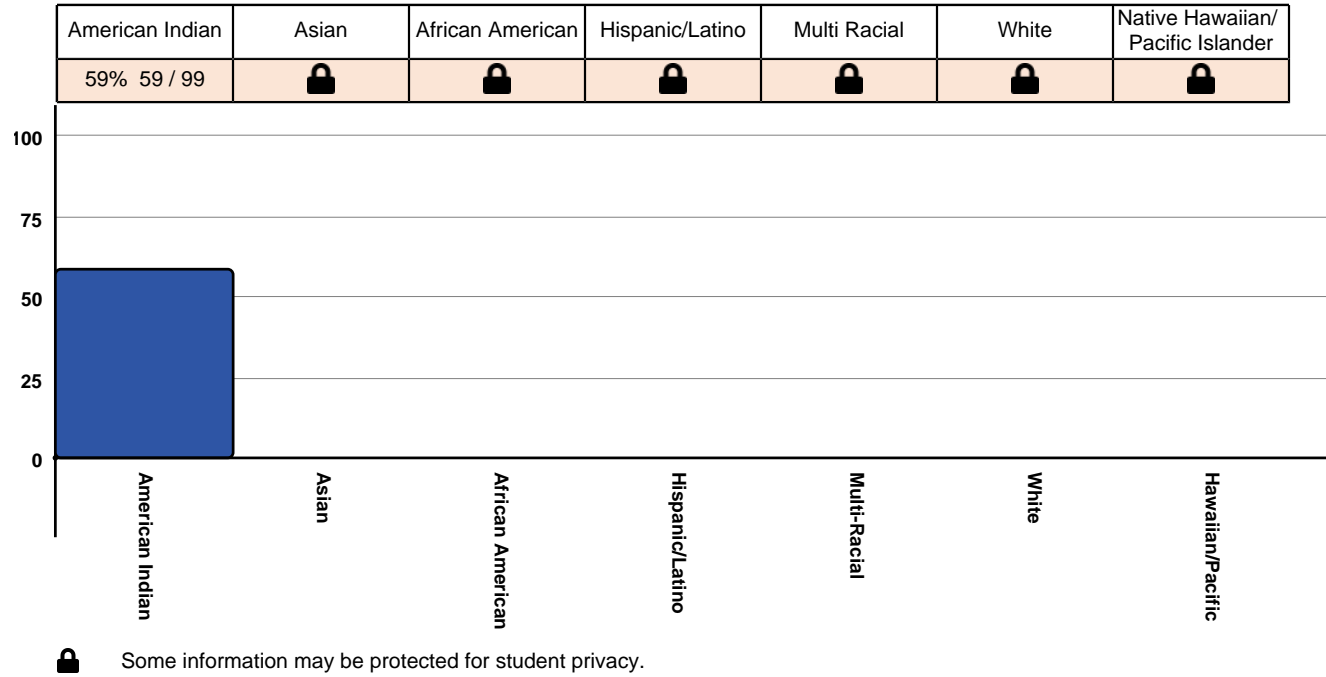 American Indian Asian African American Hispanic/Latino Multi Racial White Native Hawaiian/
Pacific Islander
59% 59 / 99
100
75
50
25
0
American Indian
Asian
African American
Hispanic/Latino
Multi-Racial
White
Hawaiian/Pacific
Some information may be protected for student privacy.